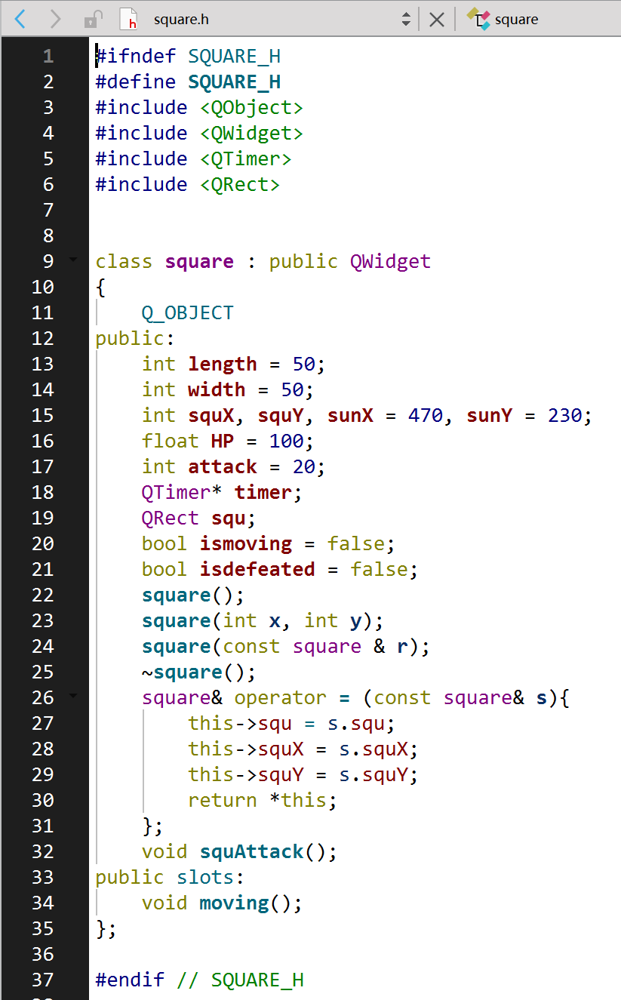 square.h square
1 #ifndef SQUARE_H
2 #define SQUARE_H
3 #include <QObject>
4 #include <QWidget>
5 #include <QTimer>
6 #include <QRect>
7
8
9 class square : public QWidget
10 {
11     Q_OBJECT
12 public:
13     int length = 50;
14     int width = 50;
15     int squX, squY, sunX = 470, sunY = 230;
16     float HP = 100;
17     int attack = 20;
18     QTimer* timer;
19     QRect squ;
20     bool ismoving = false;
21     bool isdefeated = false;
22     square();
23     square(int x, int y);
24     square(const square & r);
25     ~square();
26     square& operator = (const square& s){
27         this->squ = s.squ;
28         this->squX = s.squX;
29         this->squY = s.squY;
30         return *this;
31     };
32     void squAttack();
33 public slots:
34     void moving();
35 };
36
37 #endif // SQUARE_H